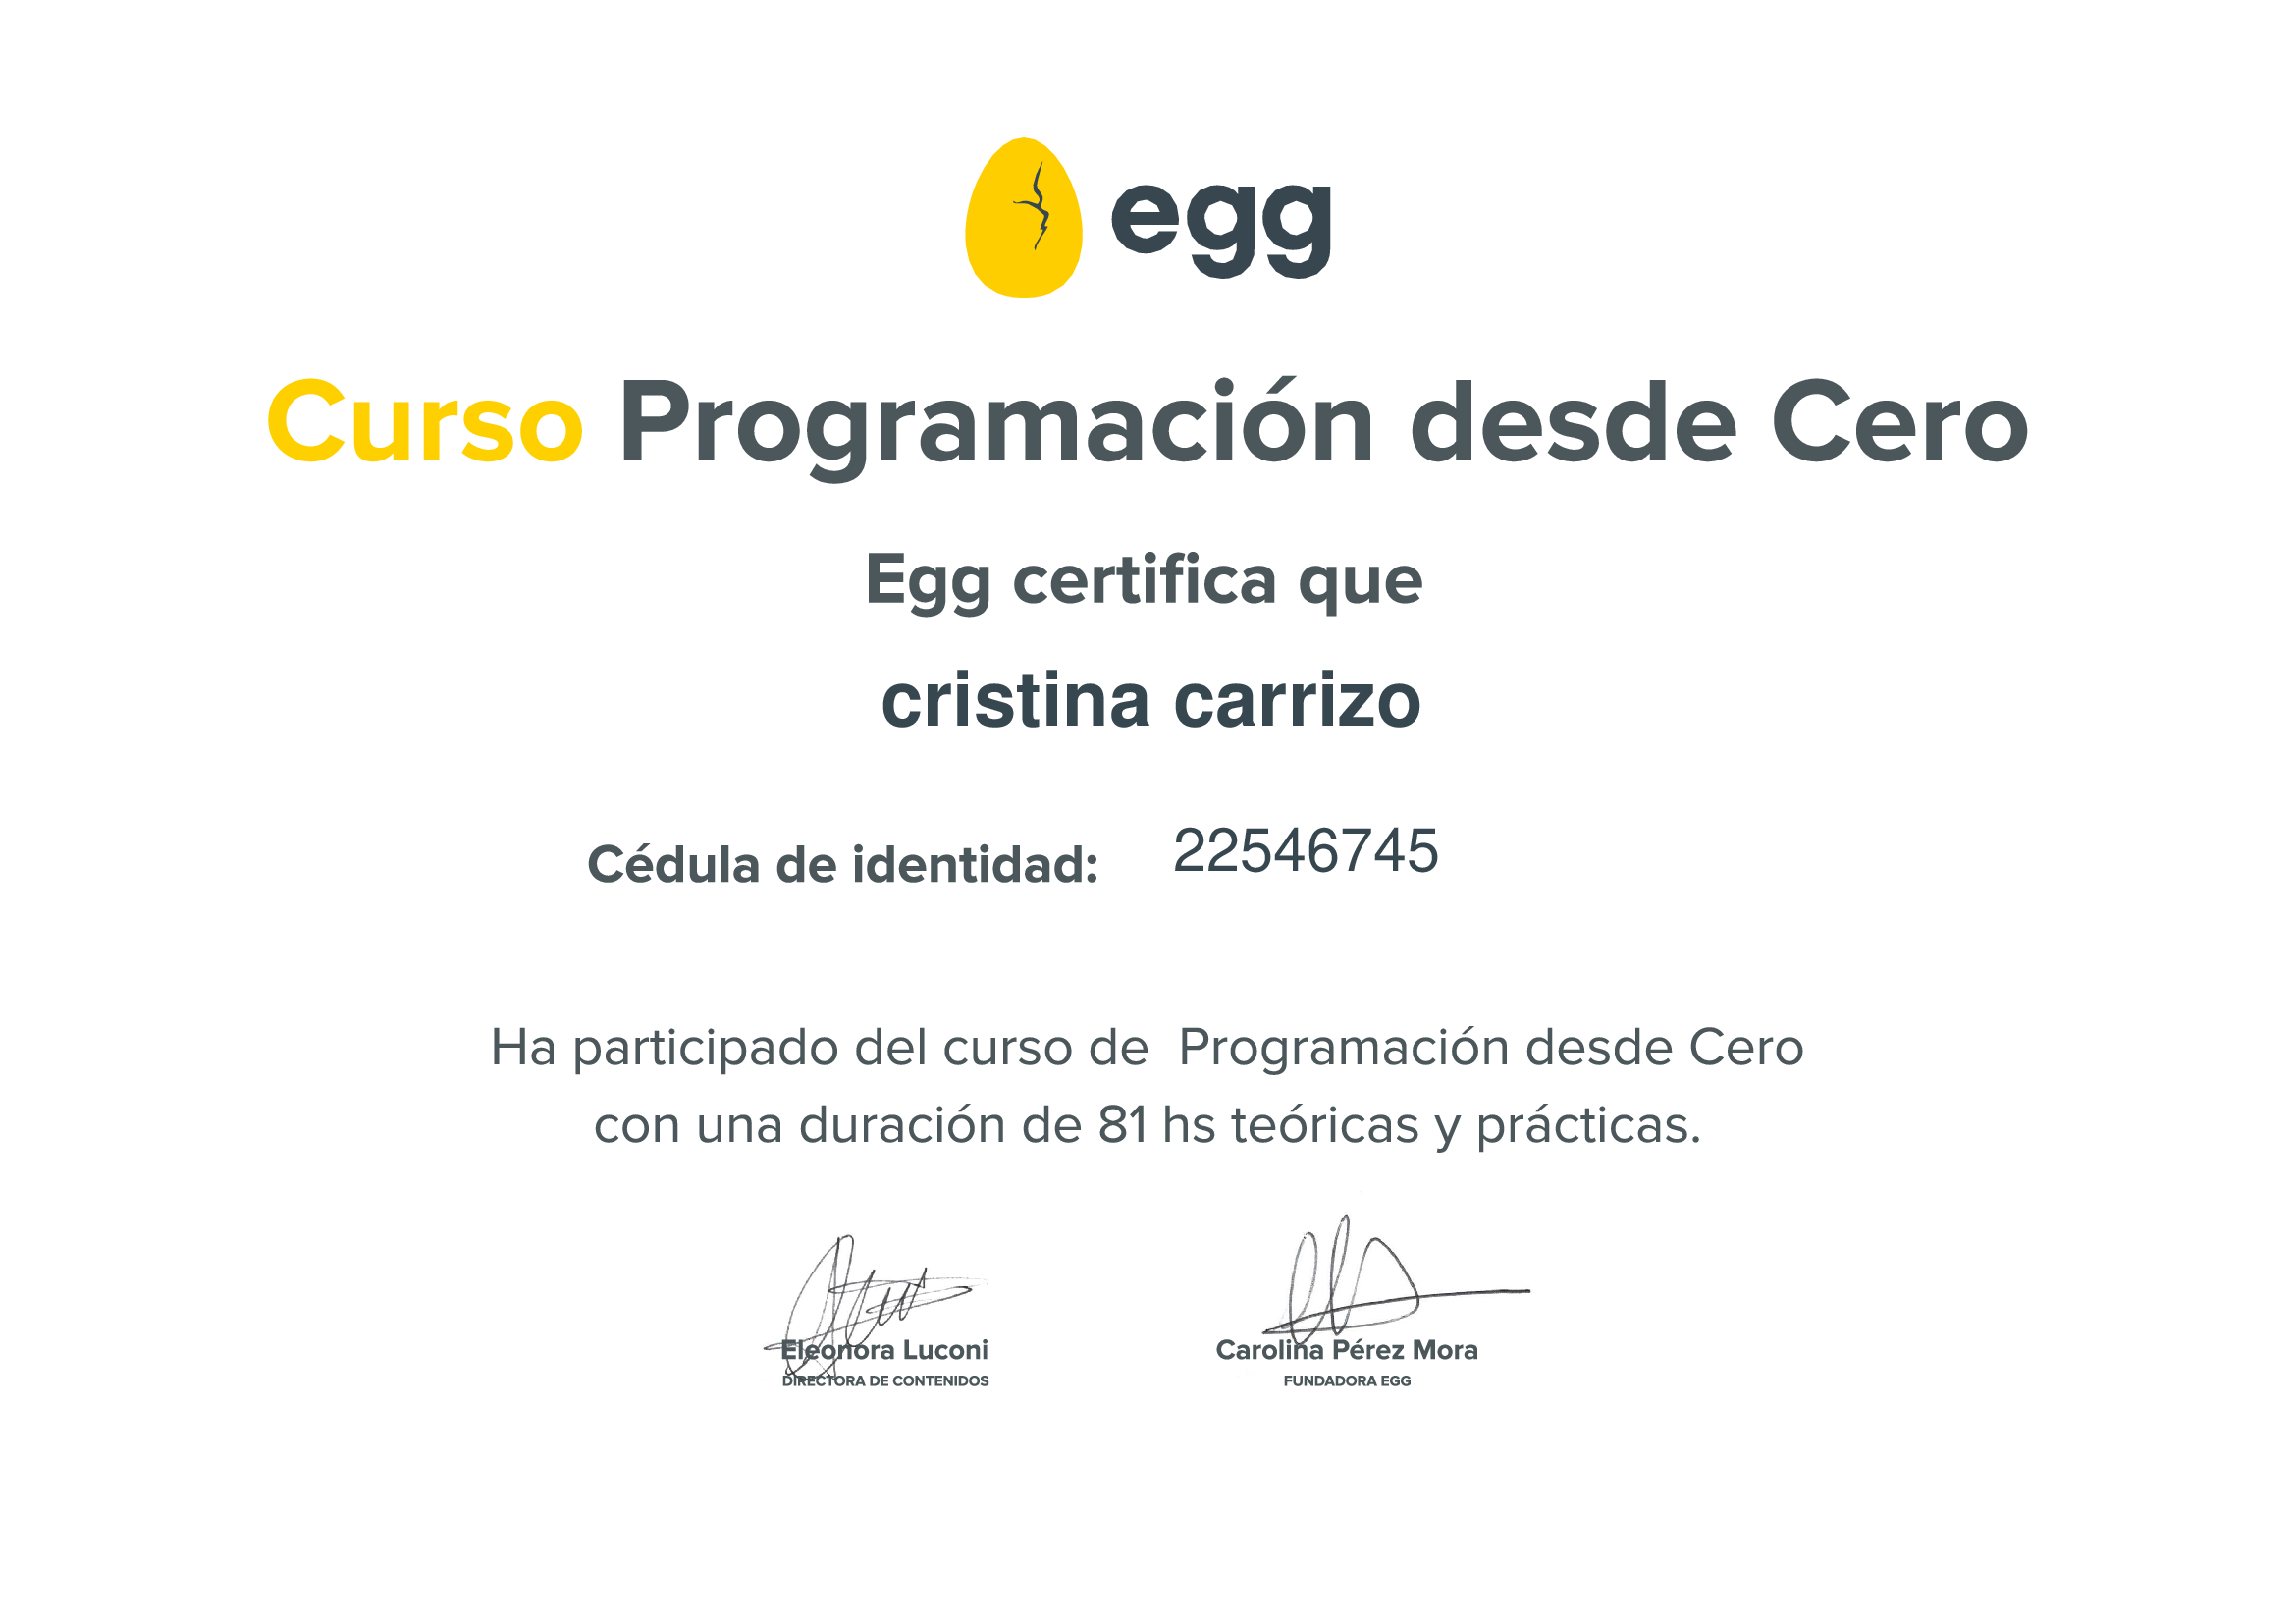 egg
Curso Programación desde Cero
Egg certifica que
cristina carrizo
Cédula de identidad: 22546745
Ha participado del curso de  Programación desde Cero
con una duración de 81 hs teóricas y prácticas.
Eleonora Luconi
DIRECTORA DE CONTENIDOS
Carolina Pérez Mora
FUNDADORA EGG